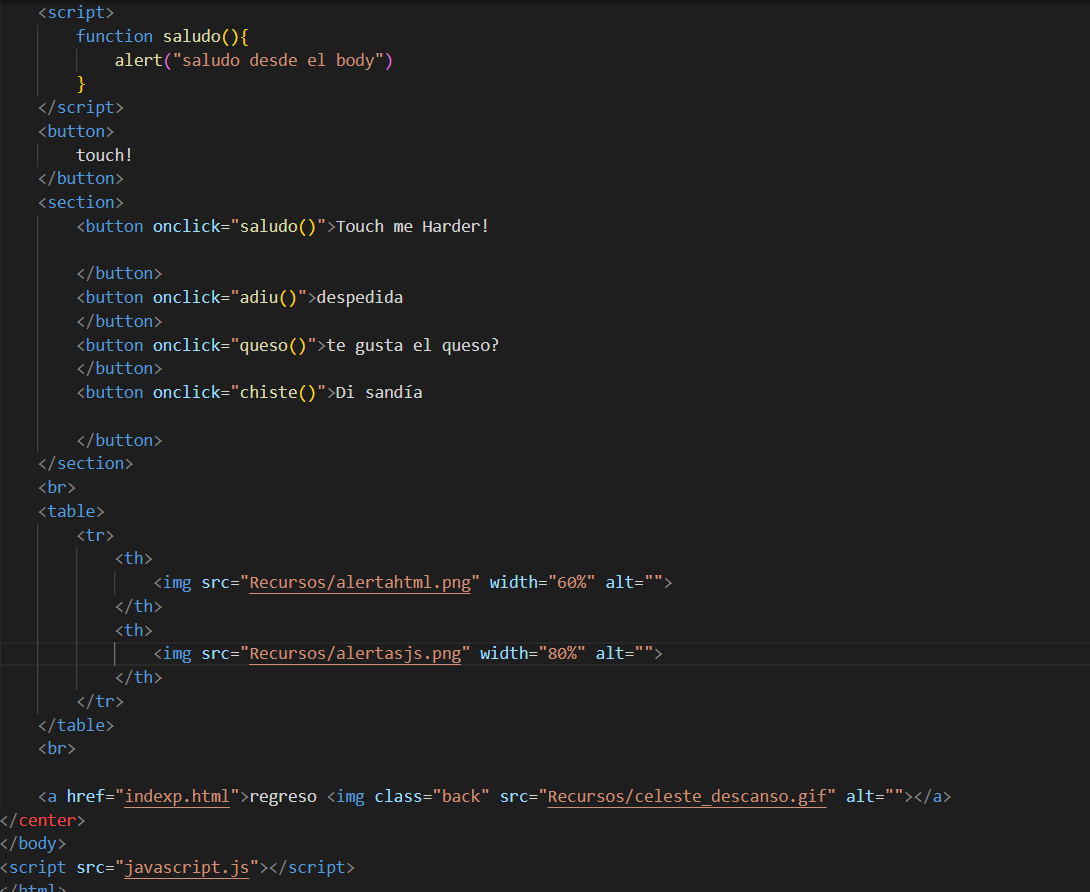 <script>
function saludo(){
alert("saludo desde el body")
}
</script>
<button>
touch!
</button>
<section>
<button onclick="saludo()">Touch me Harder!
</button>
<button onclick="adiu()">despedida
</button>
<button onclick="queso()">te gusta el queso?
</button>
<button onclick="chiste()">Di sandía
</button>
</section>
<br>
<table>
<tr>
<th>
<img src="Recursos/alertahtml.png" width="60%" alt="">
</th>
<th>
<img src="Recursos/alertasjs.png" width="80%" alt="">
</th>
</tr>
</table>
<br>
<a href="indexp.html">regreso <img class="back" src="Recursos/celeste_descanso.gif" alt=""></a>
</center>
</body>
<script src="javascript.js"></script>
</html>